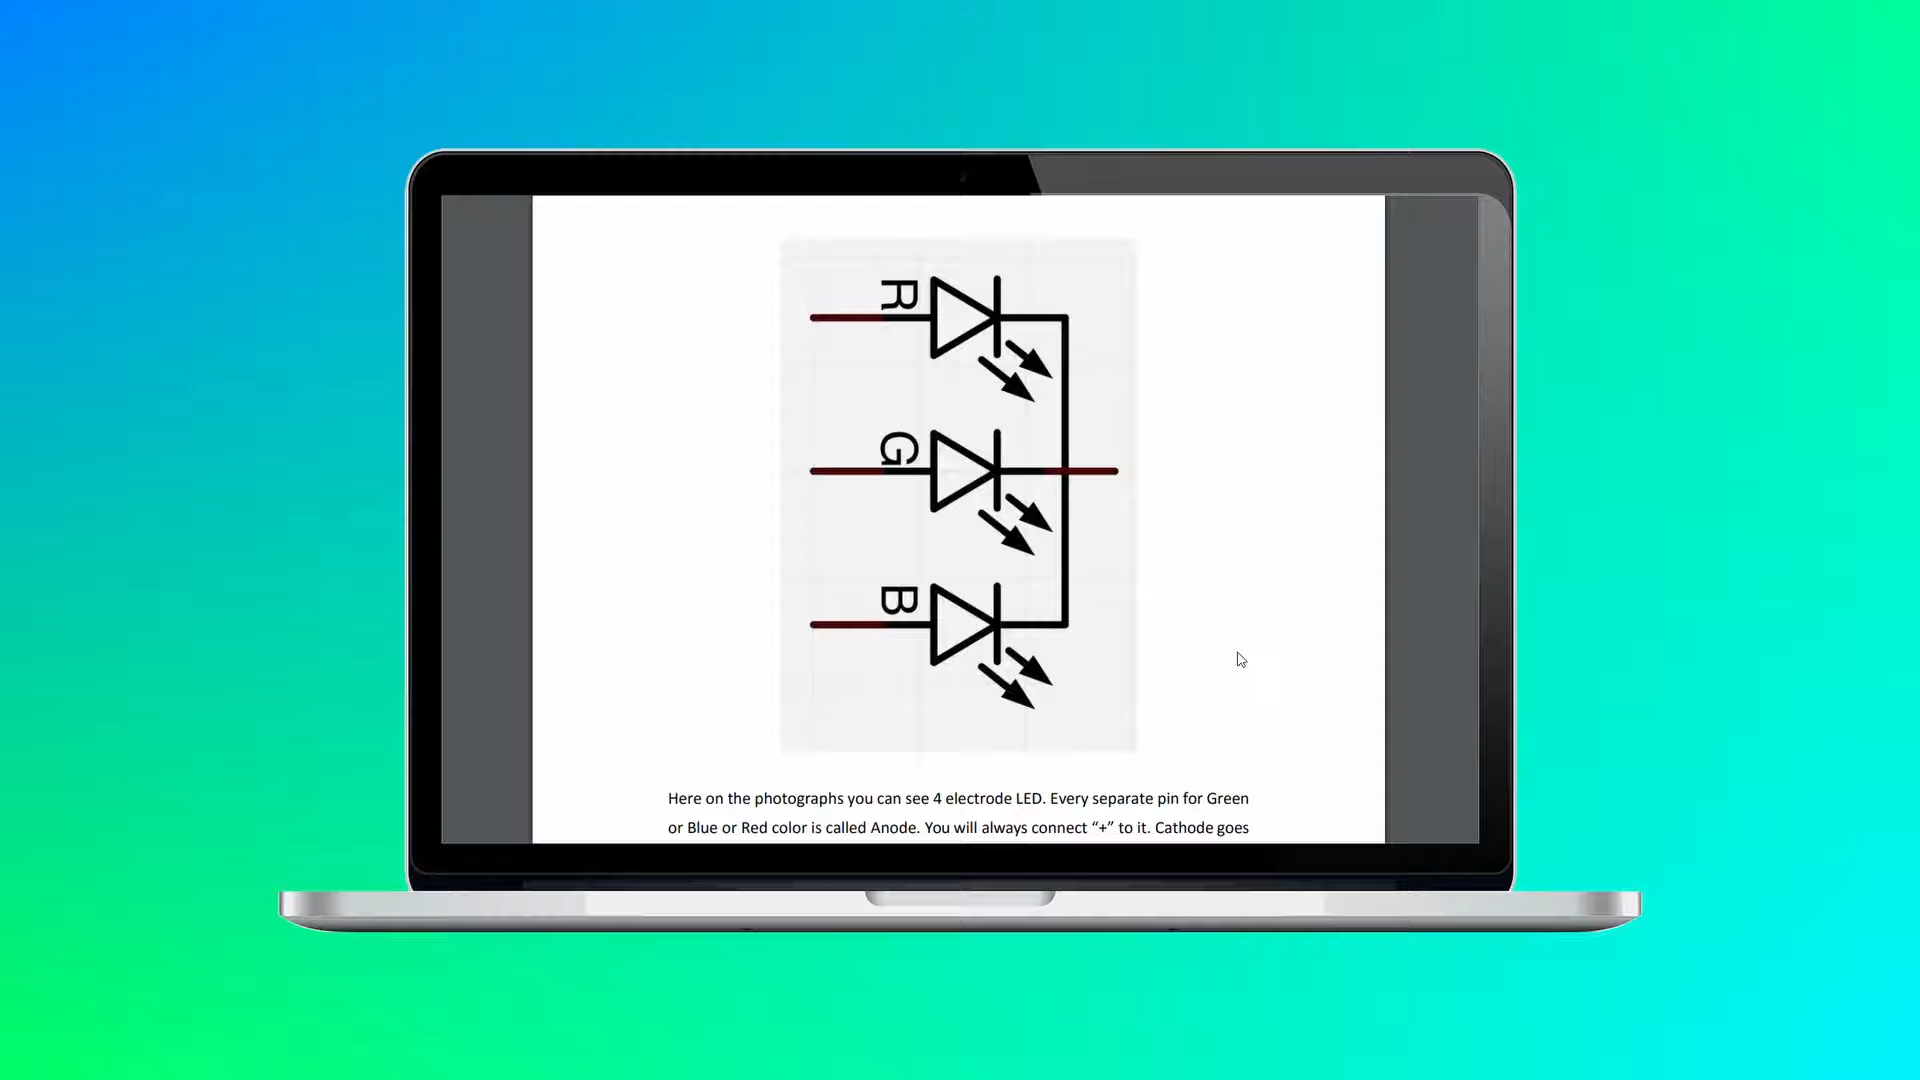 R
G
B
Here on the photographs you can see 4 electrode LED. Every separate pin for Green
or Blue or Red color is called Anode. You will always connect “+” to it. Cathode goes